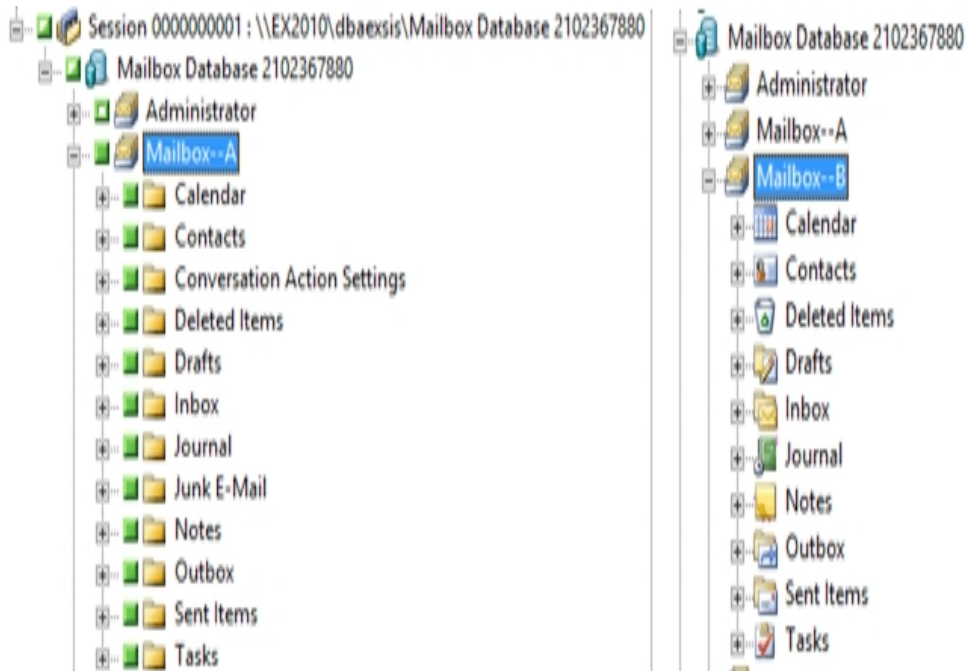 Session 0000000001 : \\EX2010\dbaexsis\Mailbox Database 2102367880
Mailbox Database 2102367880
Administrator
Mailbox--A
Calendar
Contacts
Conversation Action Settings
Deleted Items
Drafts
Inbox
Journal
Junk E-Mail
Notes
Outbox
Sent Items
Tasks
Mailbox Database 2102367880
Administrator
Mailbox--A
Mailbox--B
Calendar
Contacts
Deleted Items
Drafts
Inbox
Journal
Notes
Outbox
Sent Items
Tasks